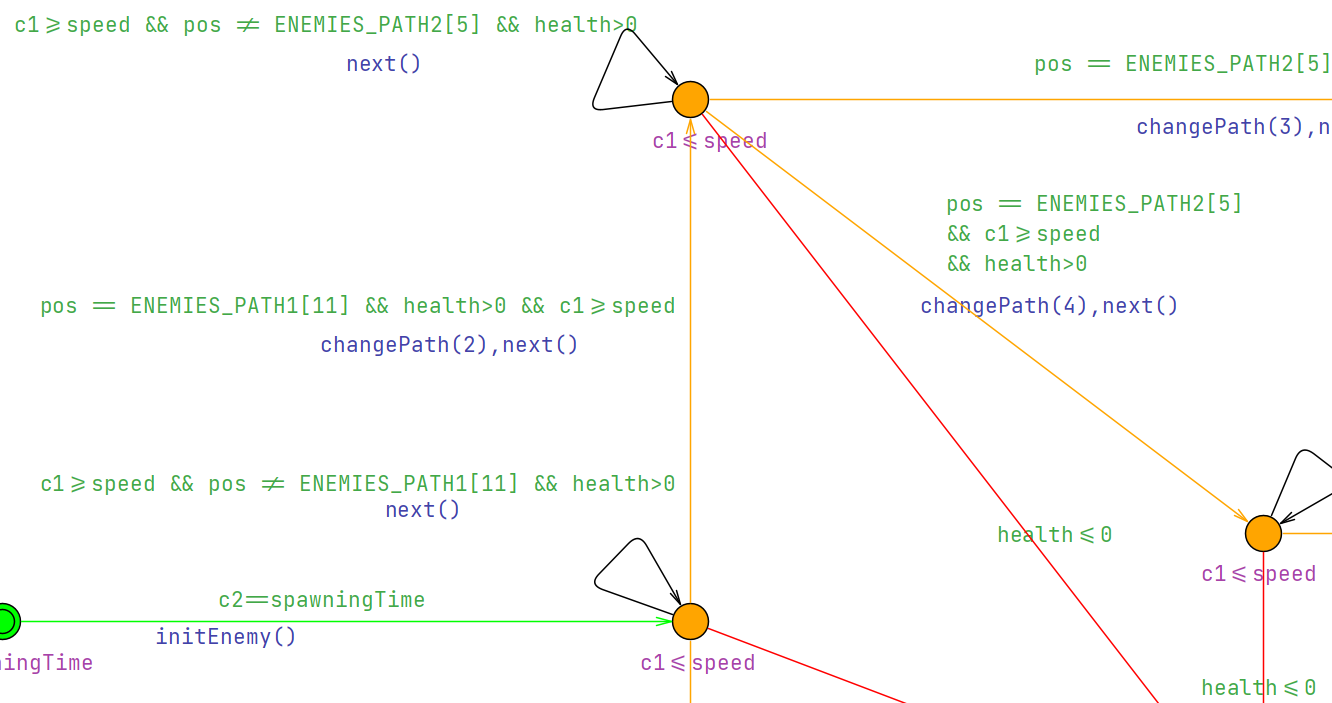 c1≥speed && pos ≠ ENEMIES_PATH2[5] && health>0
next()
pos == ENEMIES_PATH2[5]
changePath(3),n
c1≤speed
pos == ENEMIES_PATH2[5]
&& c1≥speed
&& health>0
changePath(4),next()
pos == ENEMIES_PATH1[11] && health>0 && c1≥speed
changePath(2),next()
c1≥speed && pos ≠ ENEMIES_PATH1[11] && health>0
next()
health≤0
c1≤speed
c2==spawningTime
initEnemy()
ningTime
c1≤speed
health≤0